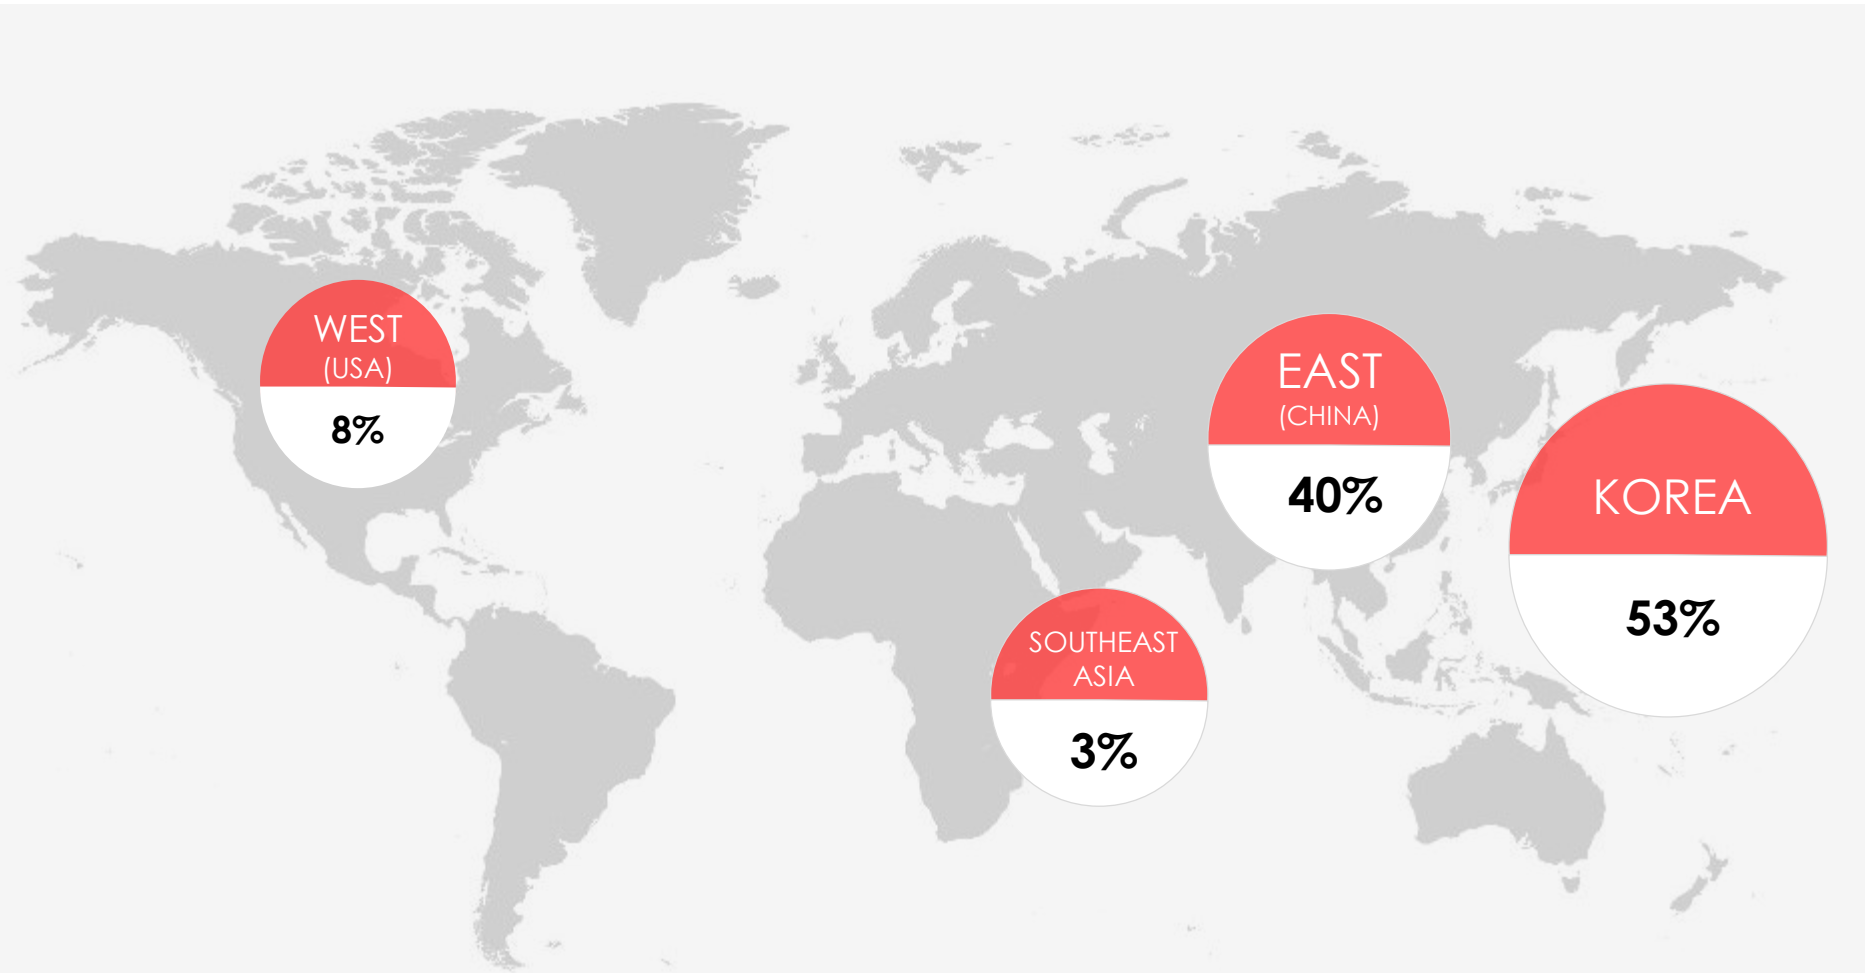 WEST
(USA)
8%
EAST
(CHINA)
40%
KOREA
53%
SOUTHEAST
ASIA
3%